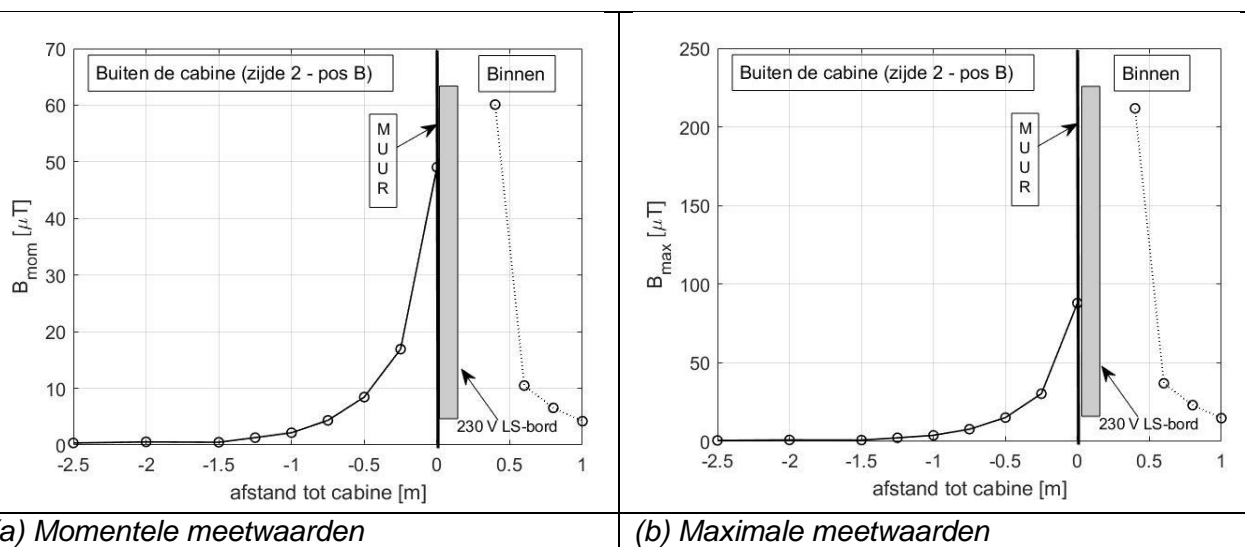 70
60
50
40
30
20
10
0
B_mom [μT]
Buiten de cabine (zijde 2 - pos B)
Binnen
M
U
U
R
230 V LS-bord
-2.5 -2 -1.5 -1 -0.5 0 0.5 1
afstand tot cabine [m]
a) Momentele meetwaarden
250
200
150
100
50
0
B_max [μT]
Buiten de cabine (zijde 2 - pos B)
Binnen
M
U
U
R
230 V LS-bord
-2.5 -2 -1.5 -1 -0.5 0 0.5 1
afstand tot cabine [m]
(b) Maximale meetwaarden